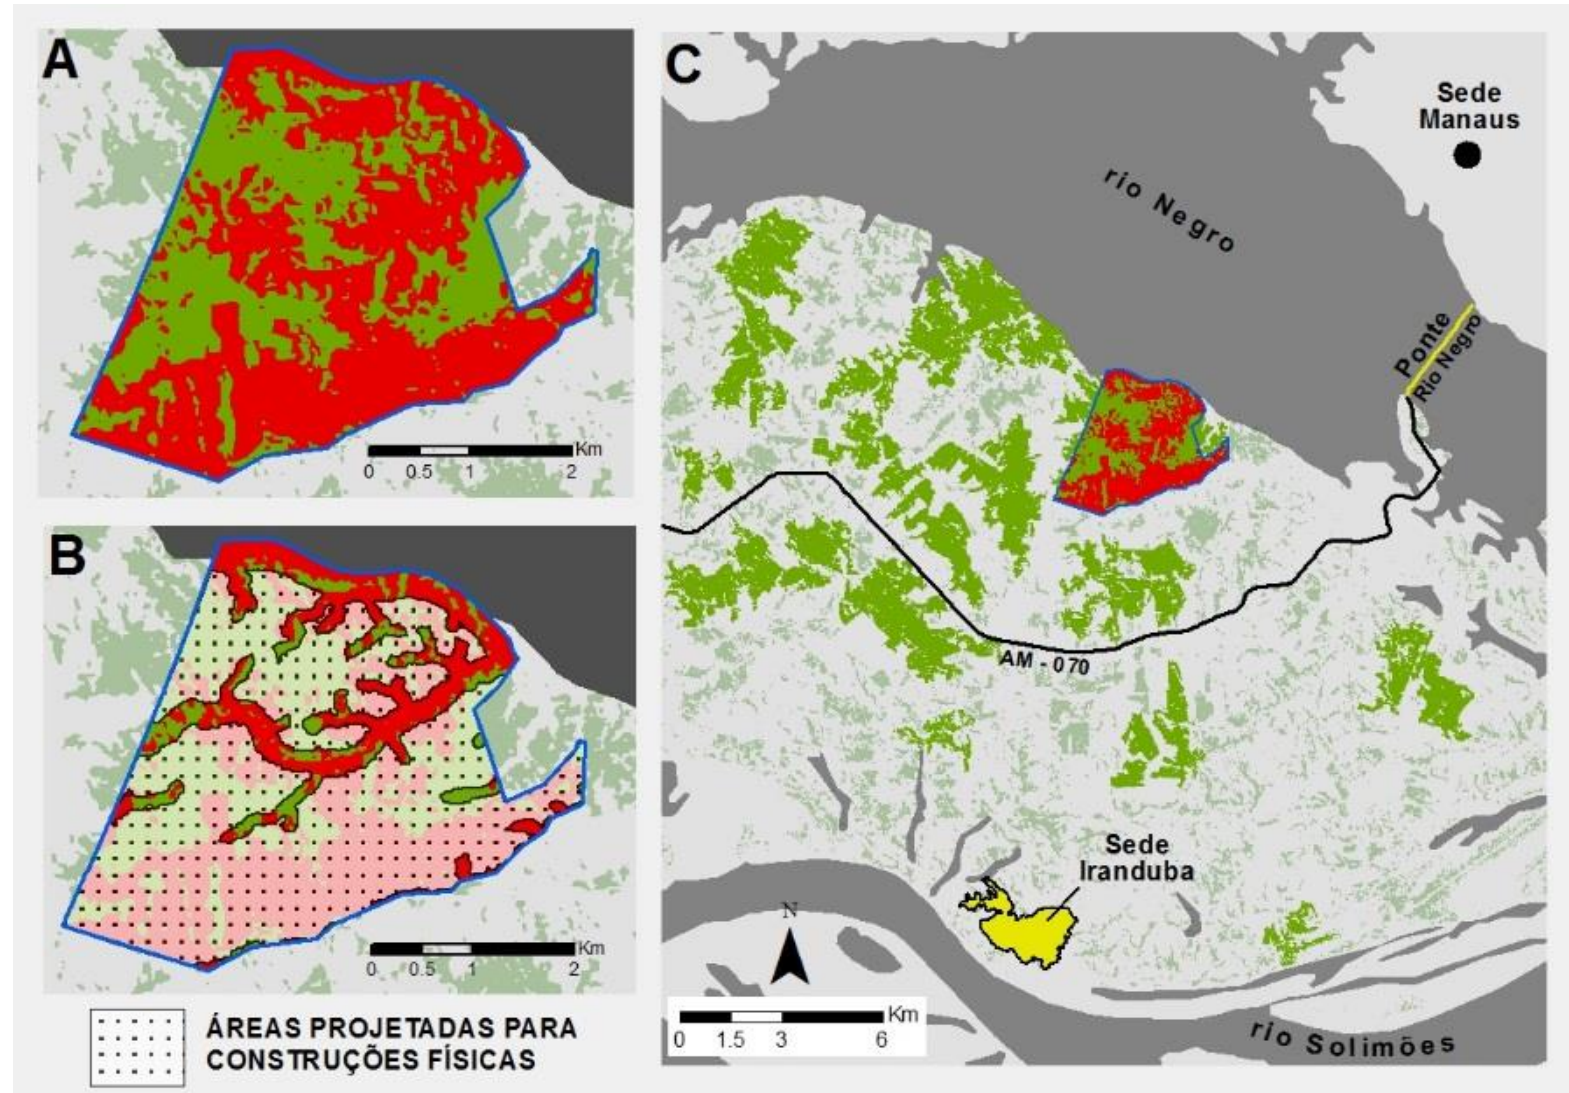 A
0 0.5 1 2 Km
B
0 0.5 1 2 Km
ÁREAS PROJETADAS PARA
CONSTRUÇÕES FÍSICAS
C
Sede
Manaus
rio Negro
Ponte
Rio Negro
AM - 070
Sede
Iranduba
N
0 1.5 3 6 Km
rio Solimões